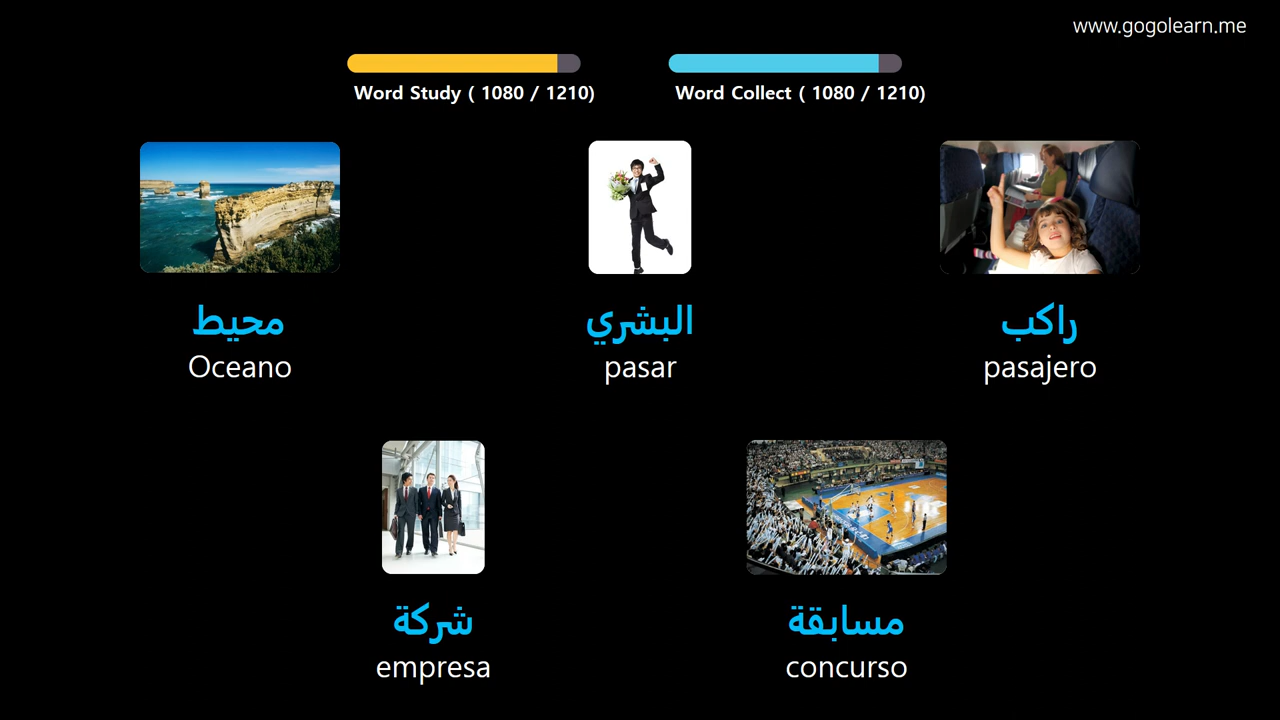 www.gogolearn.me
Word Study ( 1080 / 1210)
Word Collect ( 1080 / 1210)
محيط
Oceano
البشري
pasar
راكب
pasajero
شركة
empresa
مسابقة
concurso